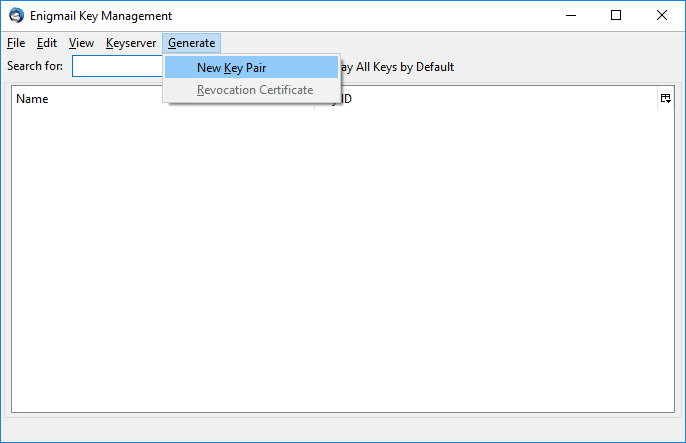 Enigmail Key Management
File Edit View Keyserver Generate
Search for: All Keys by Default
New Key Pair
Revocation Certificate
Name ID